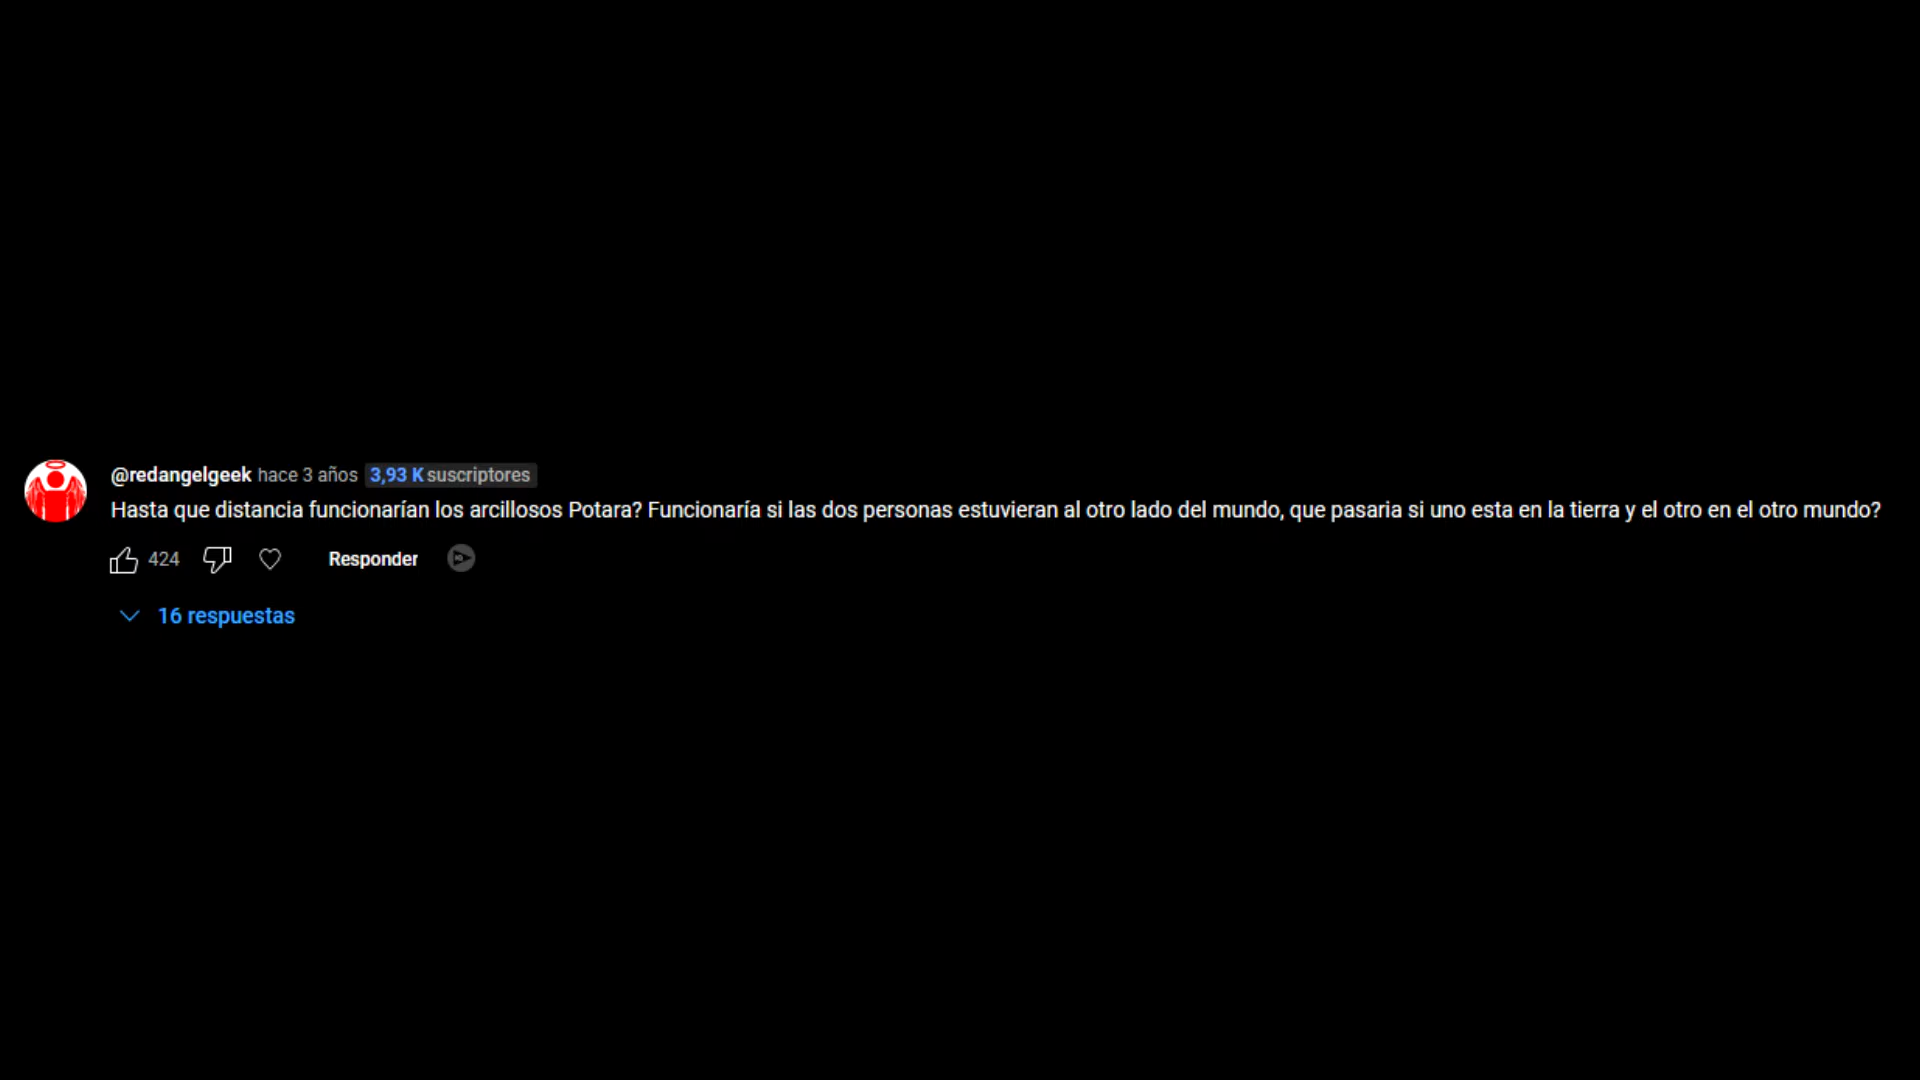 @redangelgeek hace 3 años 3,93 K suscriptores
Hasta que distancia funcionarían los arcillosos Potara? Funcionaría si las dos personas estuvieran al otro lado del mundo, que pasaria si uno esta en la tierra y el otro en el otro mundo?
424 Responder
16 respuestas